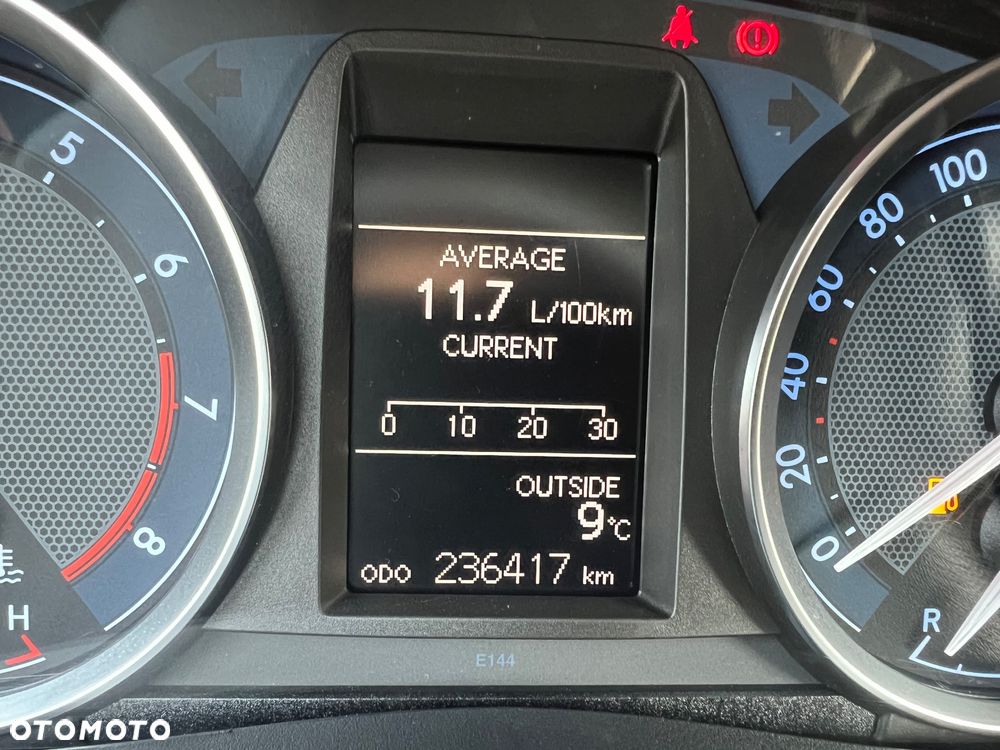 AVERAGE
11.7 L/100km
CURRENT
0 10 20 30
OUTSIDE
9°C
ODO 236417 km
E144
5
6
7
8
H
100
80
60
40
20
0
R
OTOMOTO